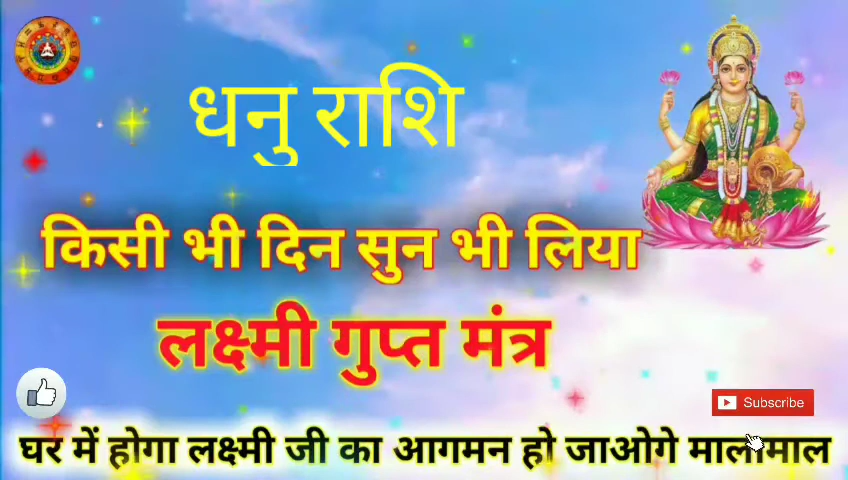 धनु राशि
किसी भी दिन सुन भी लिया
लक्ष्मी गुप्त मंत्र
Subscribe
घर में होगा लक्ष्मी जी का आगमन हो जाओगे मालामाल